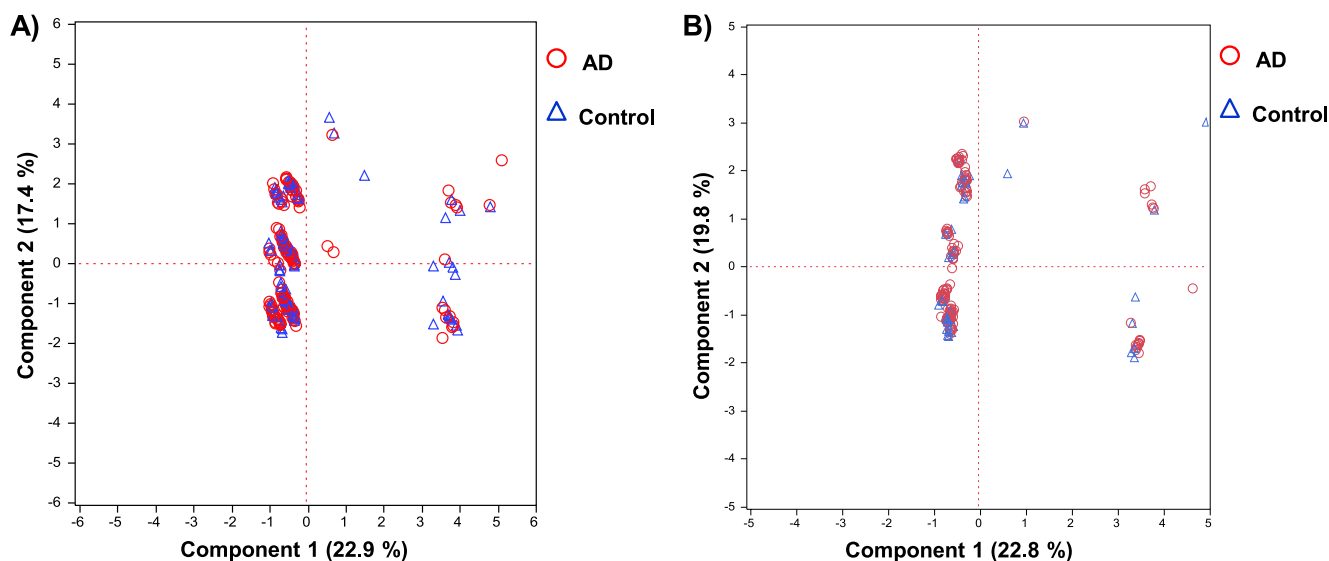 A)
6
5
4
3
2
1
0
-1
-2
-3
-4
-5
-6
Component 2 (17.4 %)
-6 -5 -4 -3 -2 -1 0 1 2 3 4 5 6
Component 1 (22.9 %)
AD
Control
B)
5
4
3
2
1
0
-1
-2
-3
-4
-5
Component 2 (19.8 %)
-5 -4 -3 -2 -1 0 1 2 3 4 5
Component 1 (22.8 %)
AD
Control